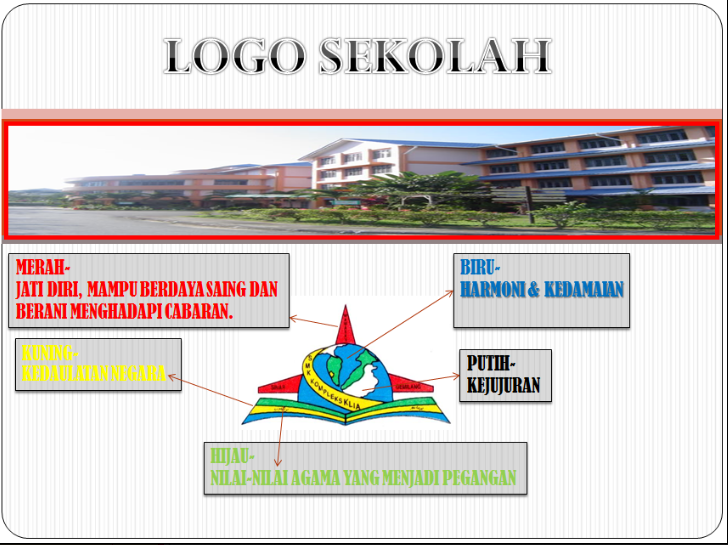 LOGO SEKOLAH
MERAH-
JATI DIRI, MAMPU BERDAYA SAING DAN
BERANI MENGHADAPI CABARAN.
BIRU-
HARMONI & KEDAMAIAN
KUNING-
KEDAULATAN NEGARA
PUTIH-
KEJUJURAN
SMK KOMPLEKS KLIA
GEMILANG
HIJAU-
NILAI-NILAI AGAMA YANG MENJADI PEGANGAN